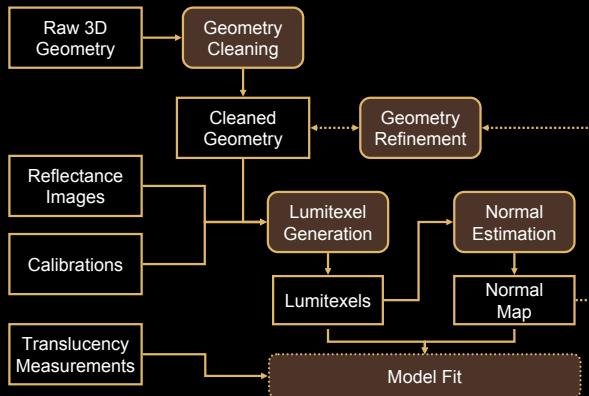 Raw 3D
Geometry
Geometry
Cleaning
Cleaned
Geometry
Geometry
Refinement
Reflectance
Images
Lumitexel
Generation
Normal
Estimation
Calibrations
Lumitexels
Normal
Map
Translucency
Measurements
Model Fit